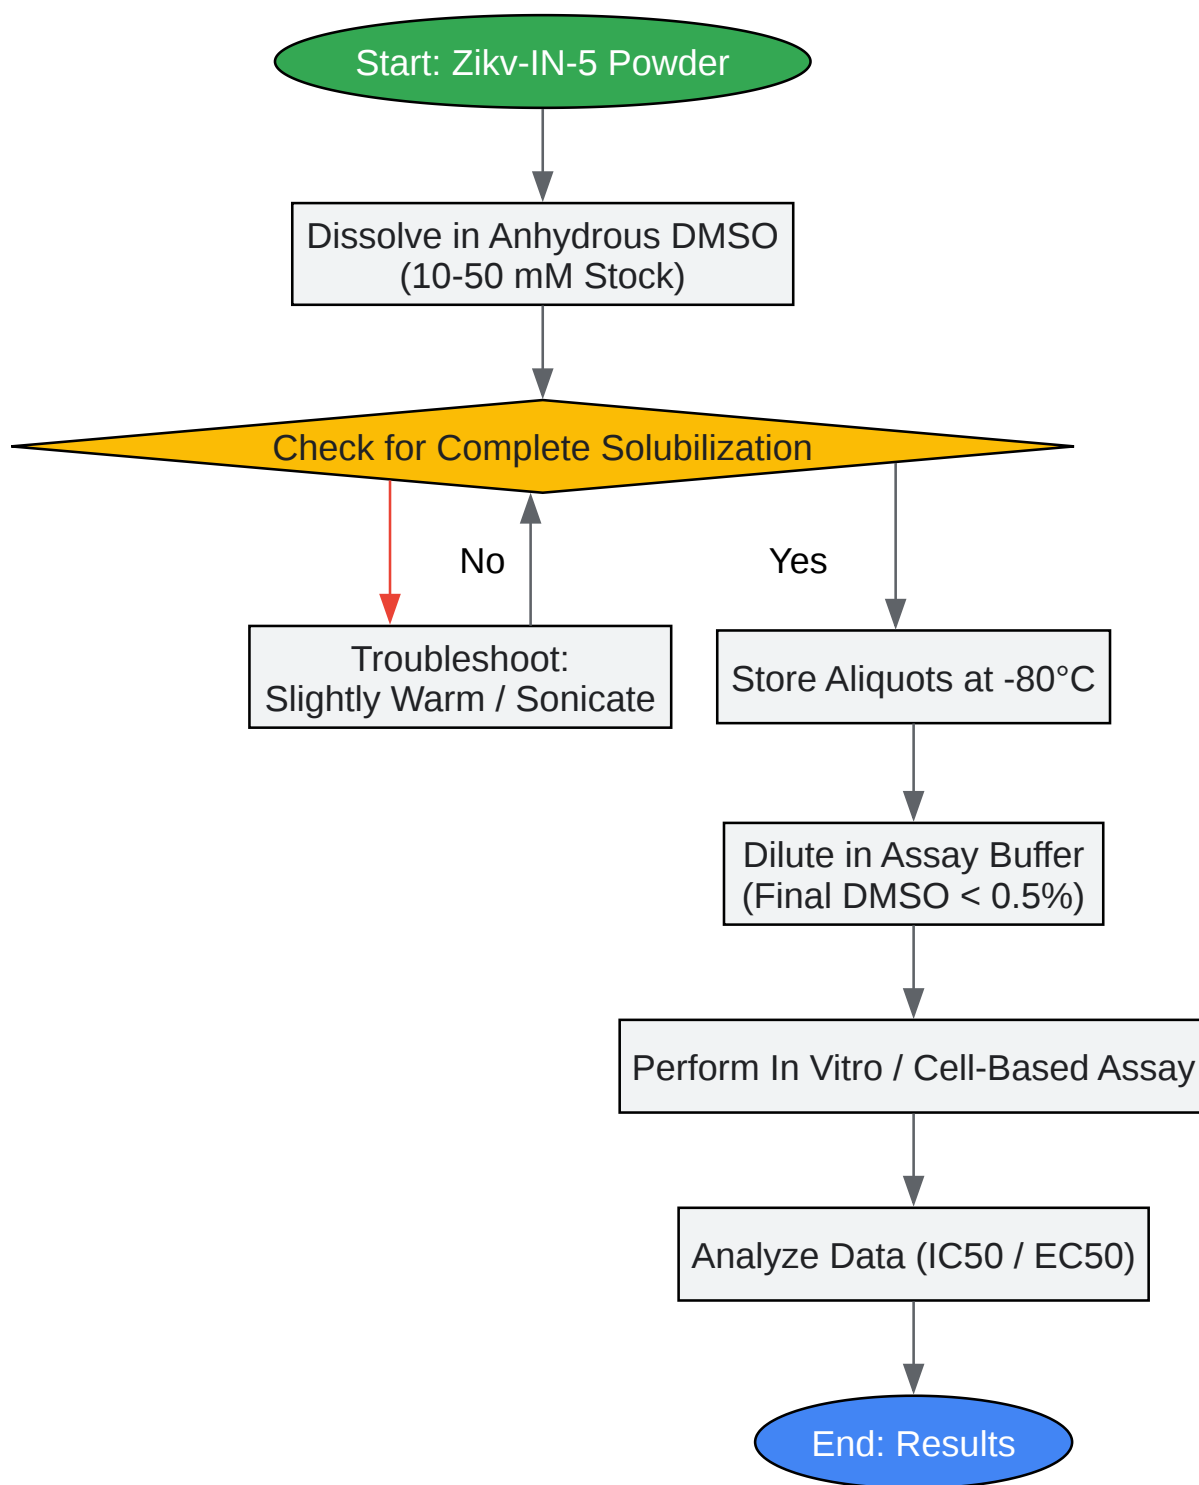 Start: Zikv-IN-5 Powder
Dissolve in Anhydrous DMSO
(10-50 mM Stock)
Check for Complete Solubilization
No
Yes
Troubleshoot:
Slightly Warm / Sonicate
Store Aliquots at -80°C
Dilute in Assay Buffer
(Final DMSO < 0.5%)
Perform In Vitro / Cell-Based Assay
Analyze Data (IC50 / EC50)
End: Results